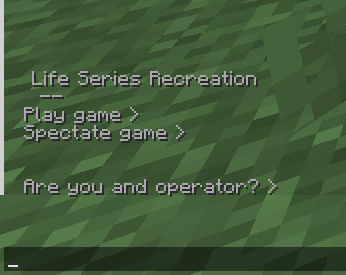 Life Series Recreation
——
Play game >
Spectate game >
Are you and operator? >
_